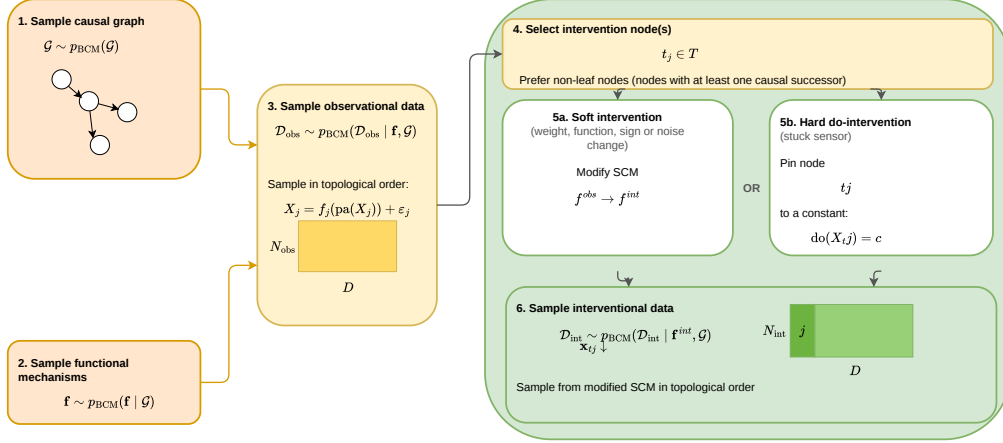 1. Sample causal graph
𝒢 ∼ p_BCM(𝒢)
2. Sample functional
mechanisms
f ∼ p_BCM(f | 𝒢)
3. Sample observational data
𝒟_obs ∼ p_BCM(𝒟_obs | f, 𝒢)
Sample in topological order:
X_j = f_j(pa(X_j)) + ε_j
N_obs
D
4. Select intervention node(s)
t_j ∈ T
Prefer non-leaf nodes (nodes with at least one causal successor)
5a. Soft intervention
(weight, function, sign or noise
change)
Modify SCM
f^obs → f^int
OR
5b. Hard do-intervention
(stuck sensor)
Pin node
tj
to a constant:
do(X_t j) = c
6. Sample interventional data
𝒟_int ∼ p_BCM(𝒟_int | f^int, 𝒢)
x_tj ↓
Sample from modified SCM in topological order
N_int
j
D